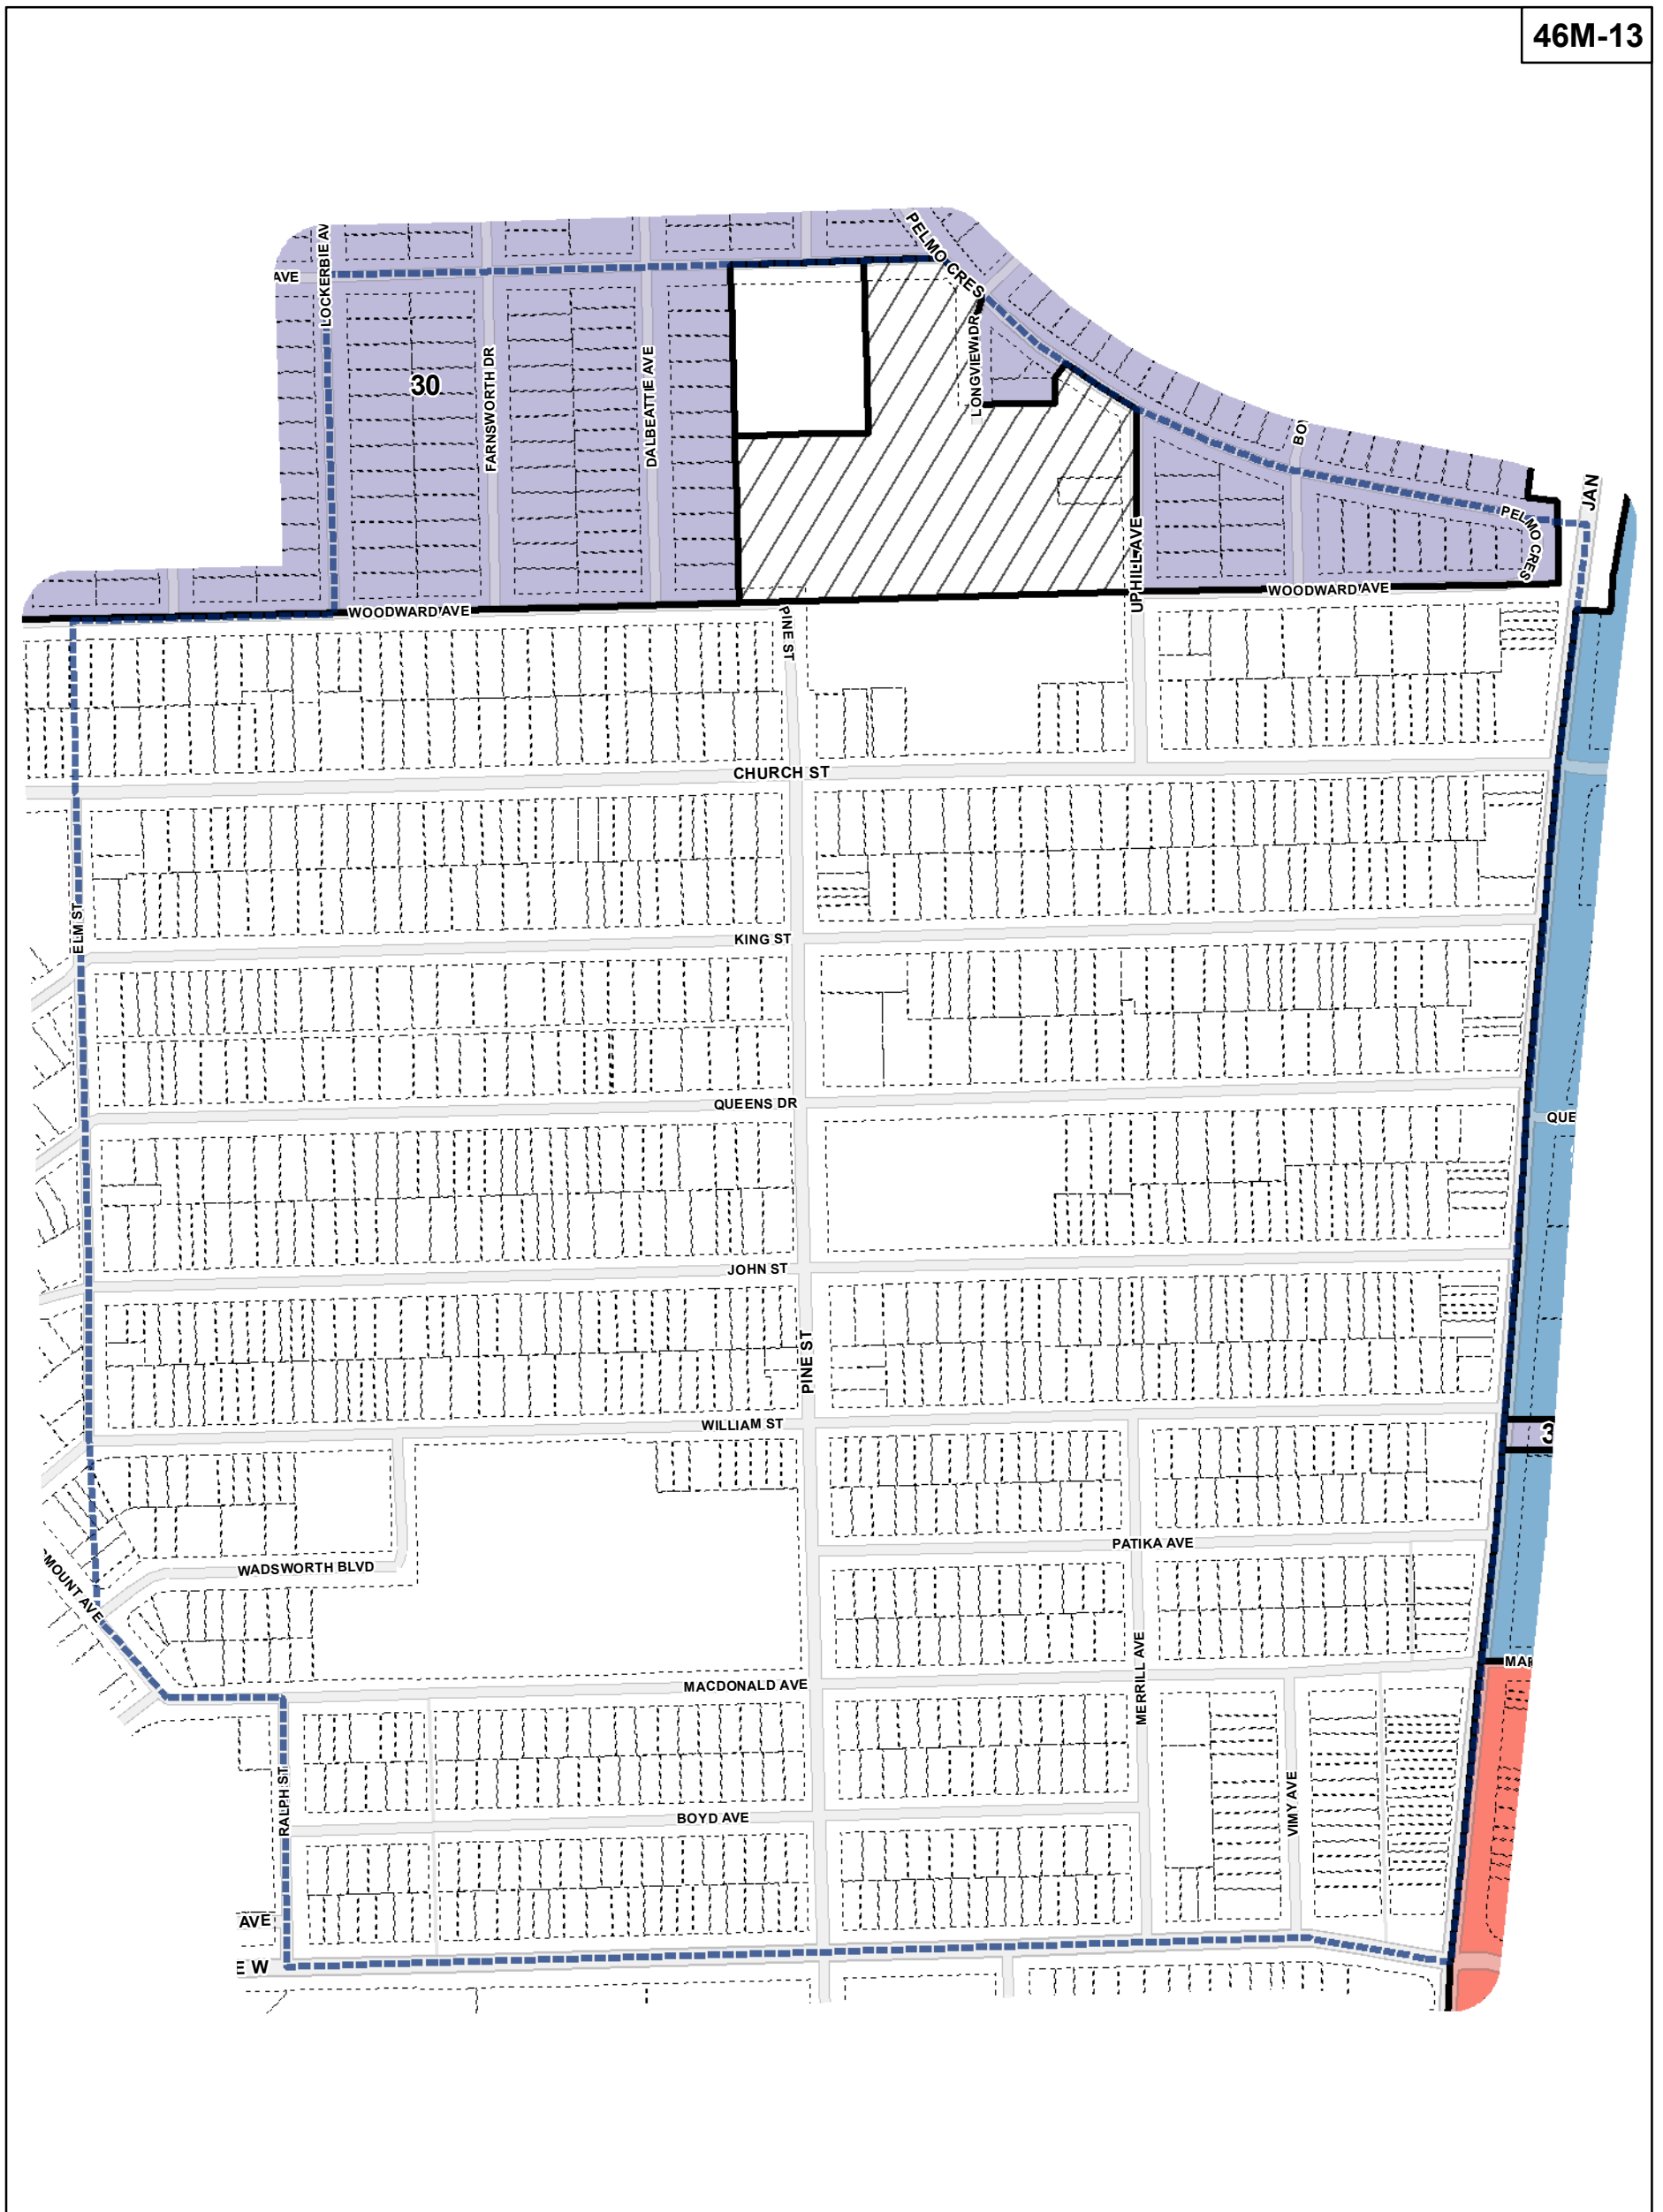 46M-13
PELMO CRES
LOCKERBIE AV
AVE
LONGVIEW DR
FARNSWORTH DR
DALBEATTIE AVE
30
BO
JAN
PELMO CRES
UPHILL AVE
WOODWARD AVE
WOODWARD AVE
PINE ST
CHURCH ST
ELM ST
KING ST
QUEENS DR
QUE
JOHN ST
PINE ST
WILLIAM ST
3
PATIKA AVE
WADSWORTH BLVD
MOUNT AVE
MERRILL AVE
MAR
MACDONALD AVE
RALPH ST
VIMY AVE
BOYD AVE
AVE
E W